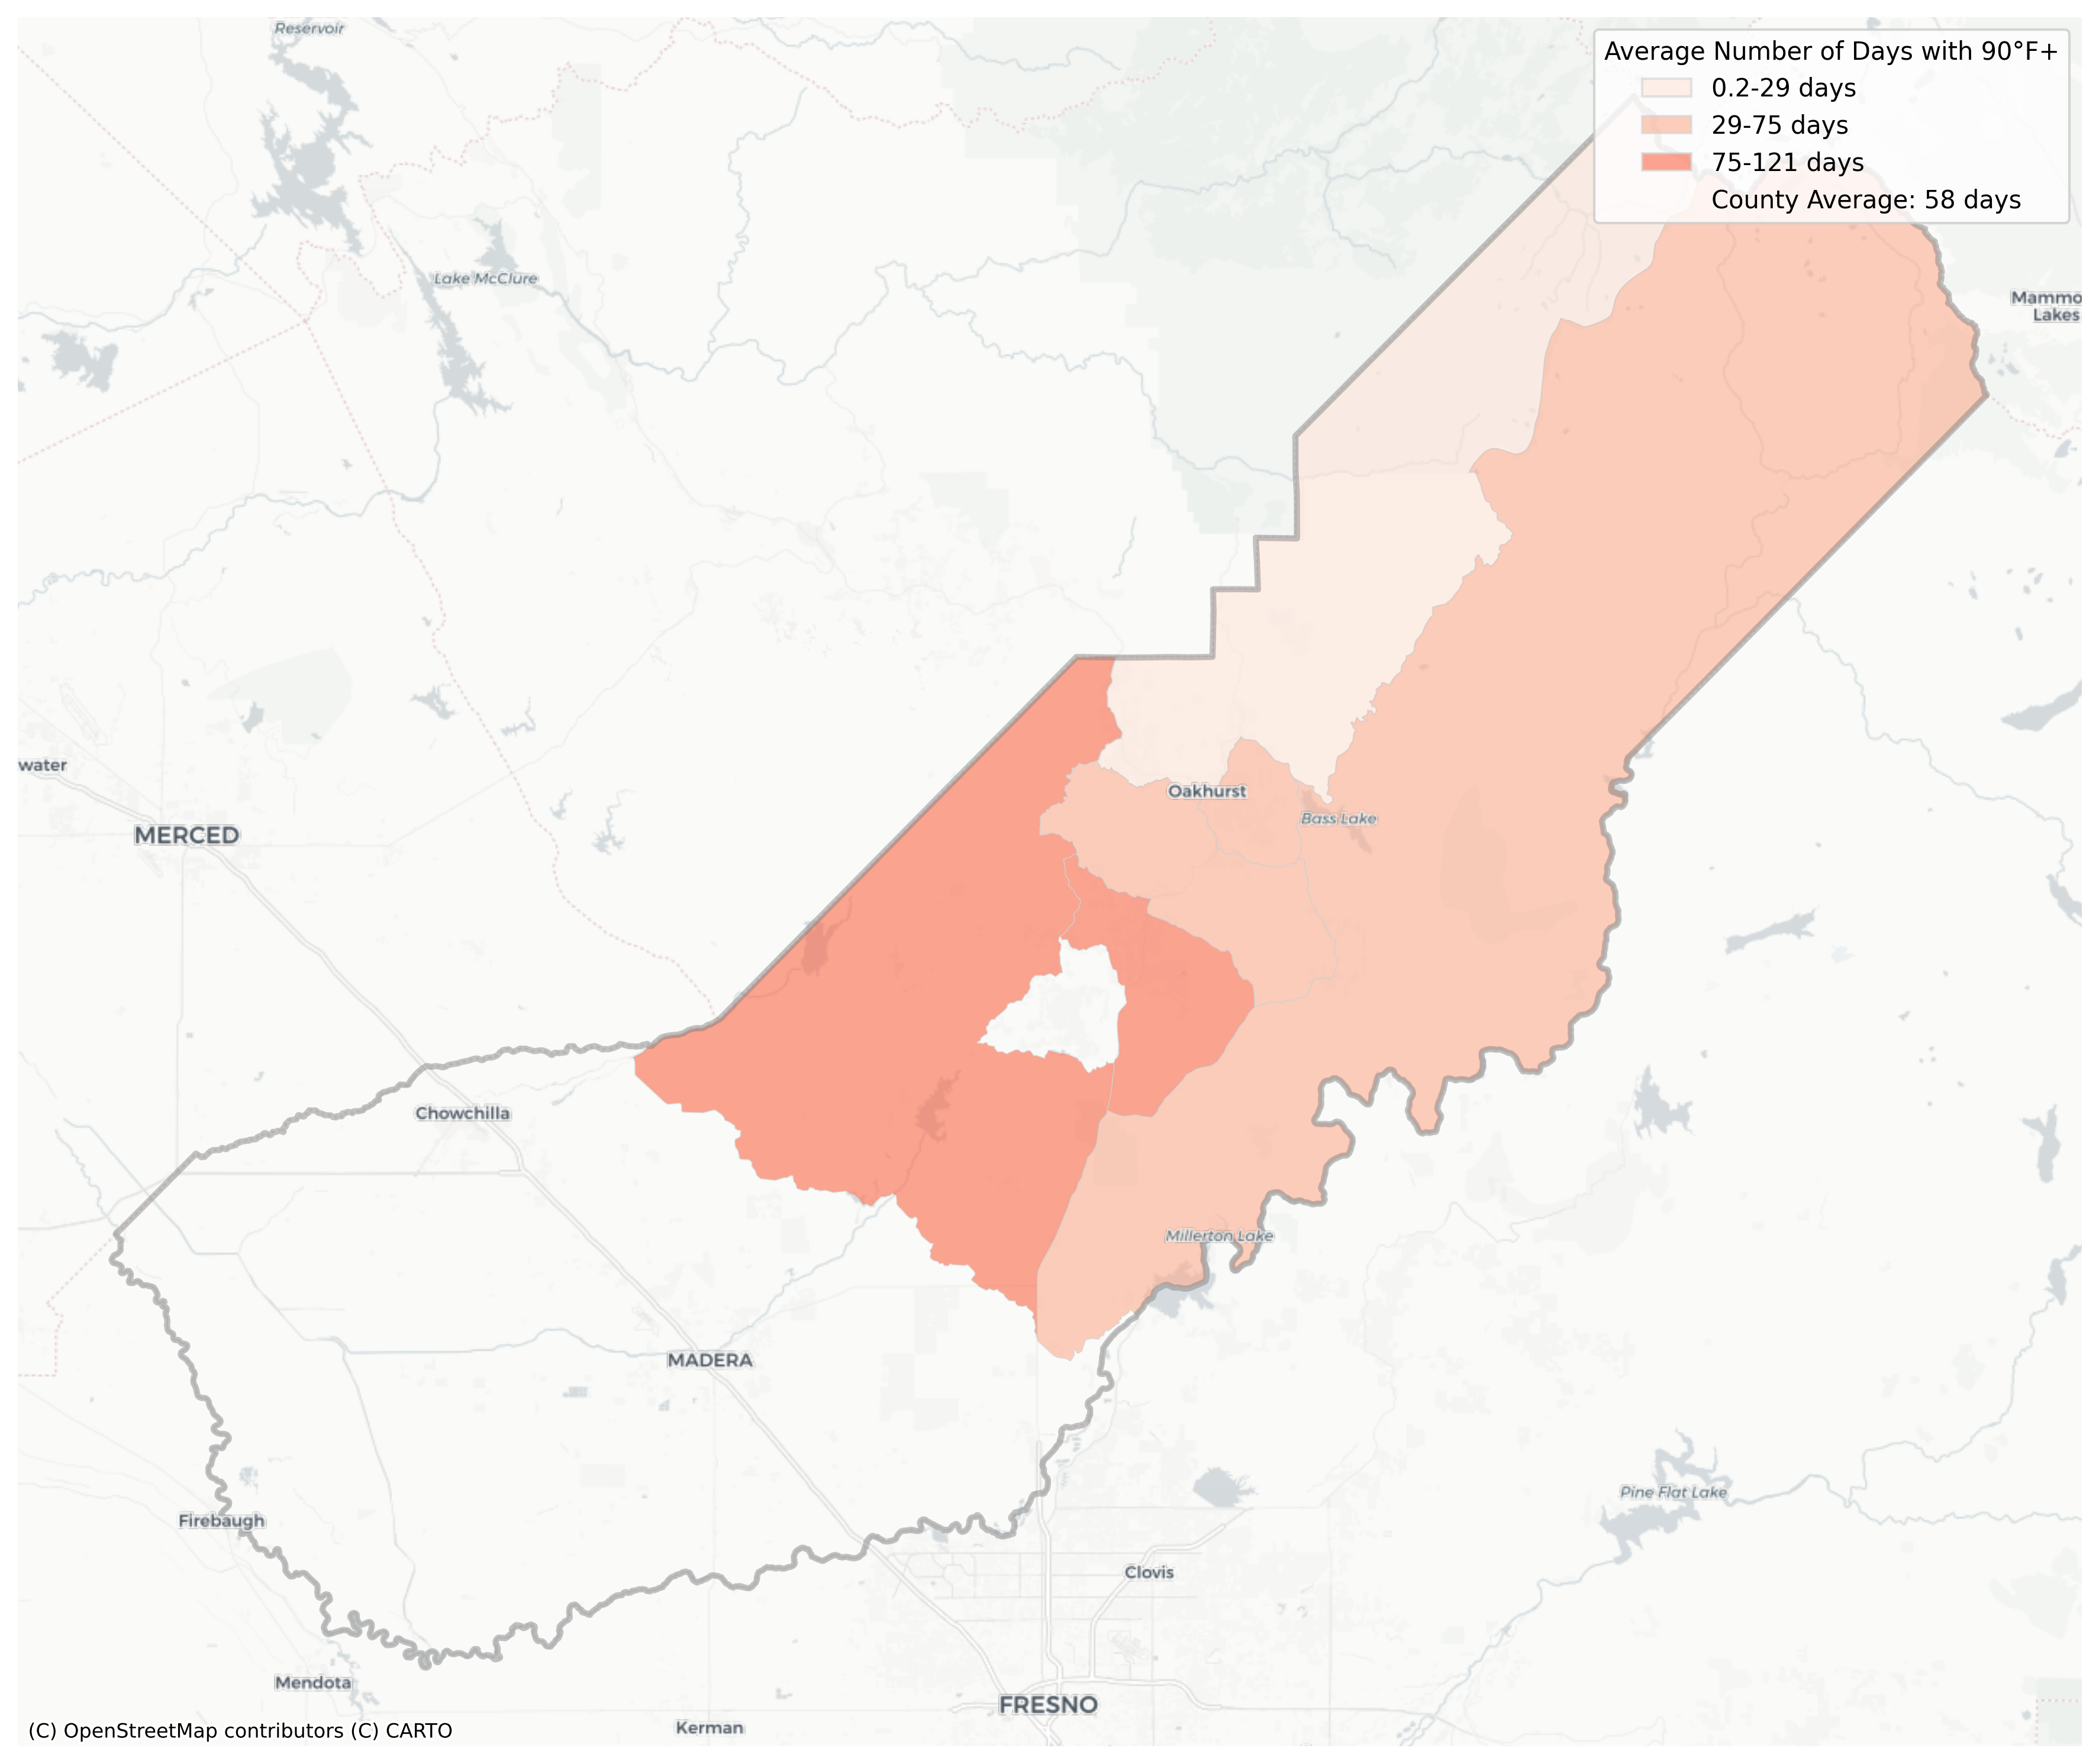 Reservoir
Average Number of Days with 90°F+
0.2-29 days
29-75 days
75-121 days
County Average: 58 days
Lake McClure
Mammo
Lakes
water
MERCED
Oakhurst
Bass Lake
Chowchilla
Millerton Lake
MADERA
Pine Flat Lake
Firebaugh
Clovis
Mendota
FRESNO
Kerman
(C) OpenStreetMap contributors (C) CARTO